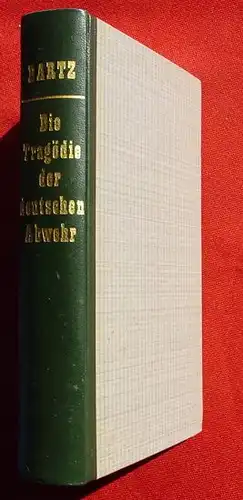 BARTZ
Die
Tragödie
der
deutschen
Abwehr